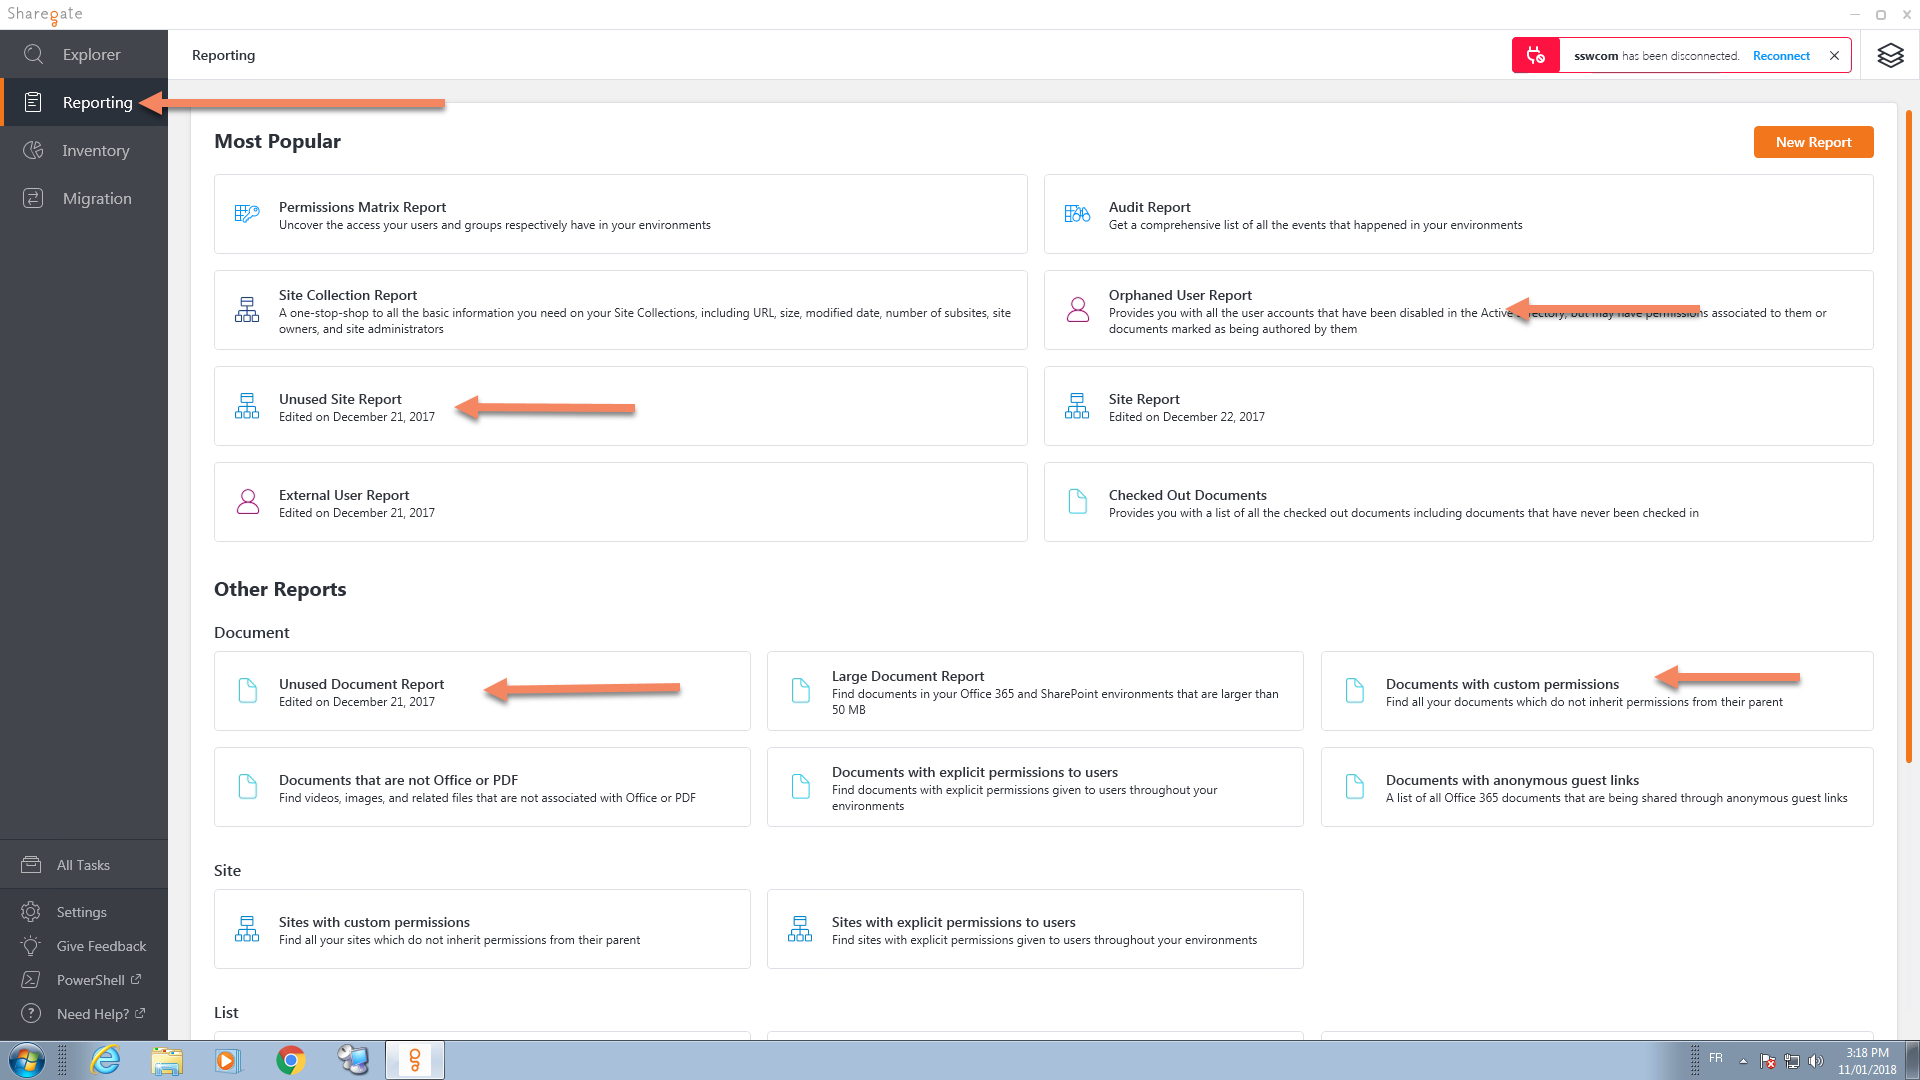 Sharegate
Explorer
Reporting
Inventory
Migration
All Tasks
Settings
Give Feedback
PowerShell
Need Help?
Reporting
sswcom has been disconnected. Reconnect
Most Popular
New Report
Permissions Matrix Report
Uncover the access your users and groups respectively have in your environments
Audit Report
Get a comprehensive list of all the events that happened in your environments
Site Collection Report
A one-stop-shop to all the basic information you need on your Site Collections, including URL, size, modified date, number of subsites, site
owners, and site administrators
Orphaned User Report
Provides you with all the user accounts that have been disabled in the Active Directory, but may have permissions associated to them or
documents marked as being authored by them
Unused Site Report
Edited on December 21, 2017
Site Report
Edited on December 22, 2017
External User Report
Edited on December 21, 2017
Checked Out Documents
Provides you with a list of all the checked out documents including documents that have never been checked in
Other Reports
Document
Unused Document Report
Edited on December 21, 2017
Large Document Report
Find documents in your Office 365 and SharePoint environments that are larger than
50 MB
Documents with custom permissions
Find all your documents which do not inherit permissions from their parent
Documents that are not Office or PDF
Find videos, images, and related files that are not associated with Office or PDF
Documents with explicit permissions to users
Find documents with explicit permissions given to users throughout your
environments
Documents with anonymous guest links
A list of all Office 365 documents that are being shared through anonymous guest links
Site
Sites with custom permissions
Find all your sites which do not inherit permissions from their parent
Sites with explicit permissions to users
Find sites with explicit permissions given to users throughout your environments
List
FR
3:18 PM
11/01/2018